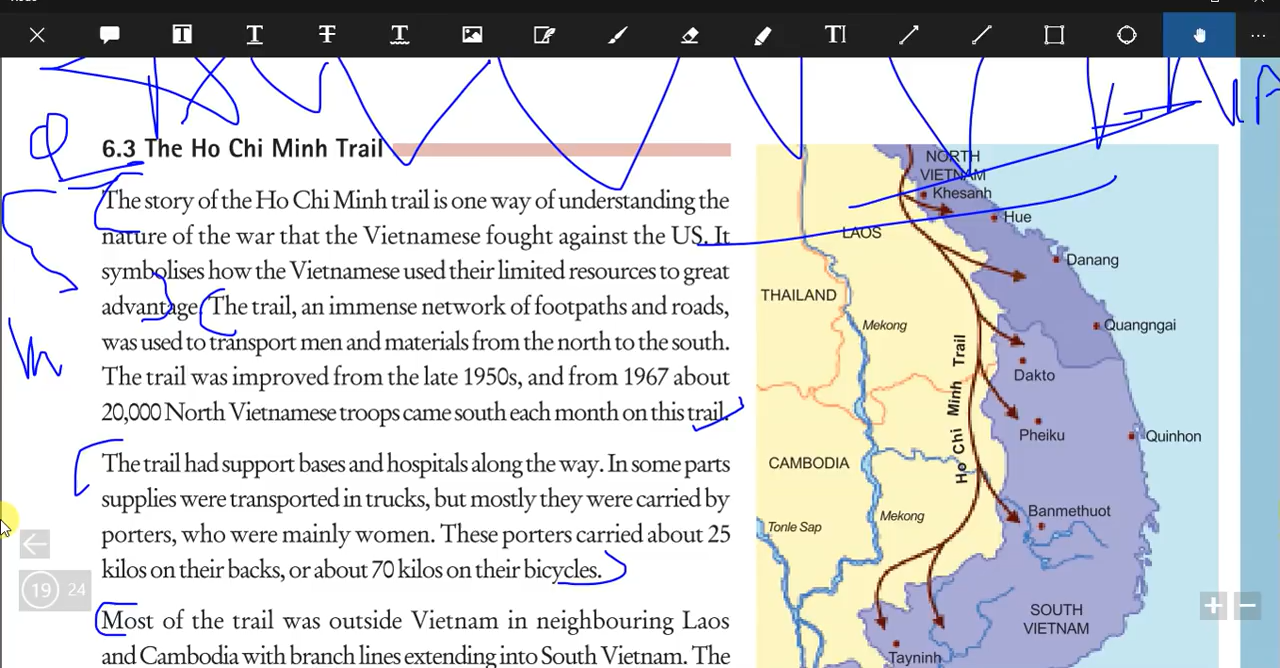 6.3 The Ho Chi Minh Trail
The story of the Ho Chi Minh trail is one way of understanding the
nature of the war that the Vietnamese fought against the US. It
symbolises how the Vietnamese used their limited resources to great
advantage. The trail, an immense network of footpaths and roads,
was used to transport men and materials from the north to the south.
The trail was improved from the late 1950s, and from 1967 about
20,000 North Vietnamese troops came south each month on this trail.
The trail had support bases and hospitals along the way. In some parts
supplies were transported in trucks, but mostly they were carried by
porters, who were mainly women. These porters carried about 25
kilos on their backs, or about 70 kilos on their bicycles.
Most of the trail was outside Vietnam in neighbouring Laos
and Cambodia with branch lines extending into South Vietnam. The
NORTH
VIETNAM
Khesanh
Hue
LAOS
Danang
THAILAND
Mekong
Quangngai
Ho Chi Minh Trail
Dakto
Pheiku
Quinhon
CAMBODIA
Banmethuot
Mekong
Tonle Sap
SOUTH
VIETNAM
Tayninh
19 24